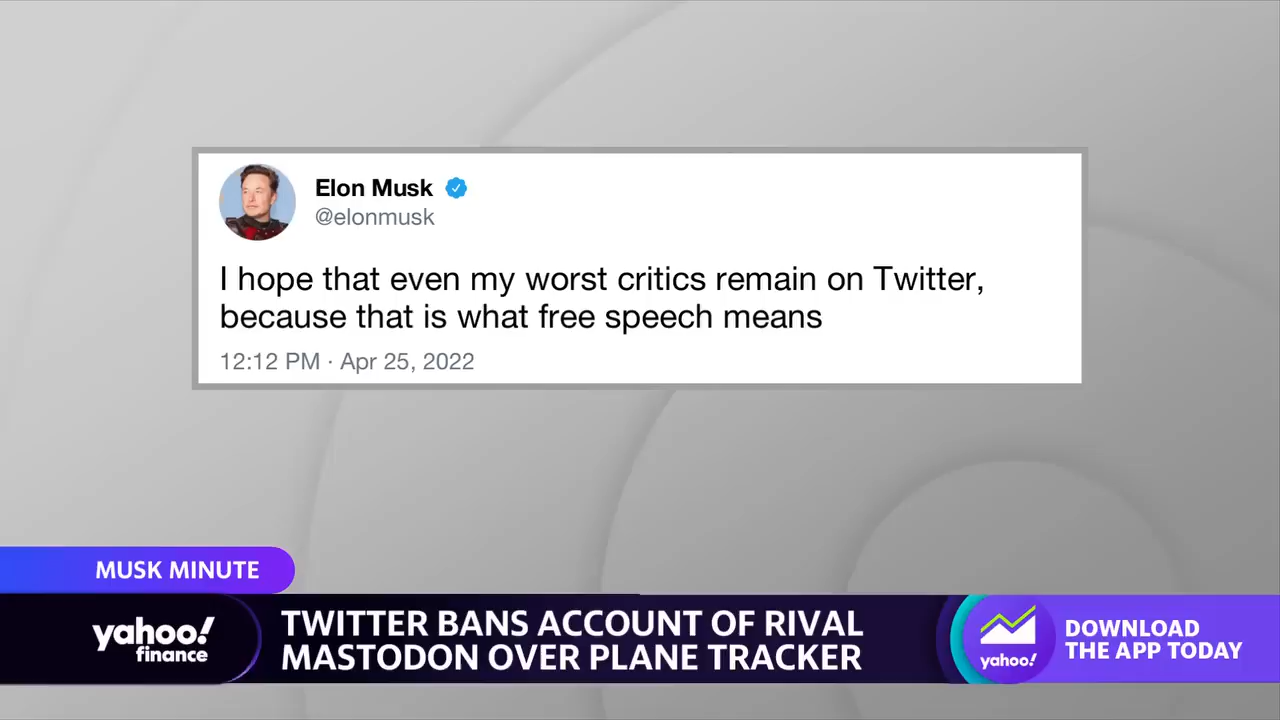 Elon Musk
@elonmusk
I hope that even my worst critics remain on Twitter,
because that is what free speech means
12:12 PM · Apr 25, 2022
MUSK MINUTE
yahoo!
finance
TWITTER BANS ACCOUNT OF RIVAL
MASTODON OVER PLANE TRACKER
yahoo!
DOWNLOAD
THE APP TODAY